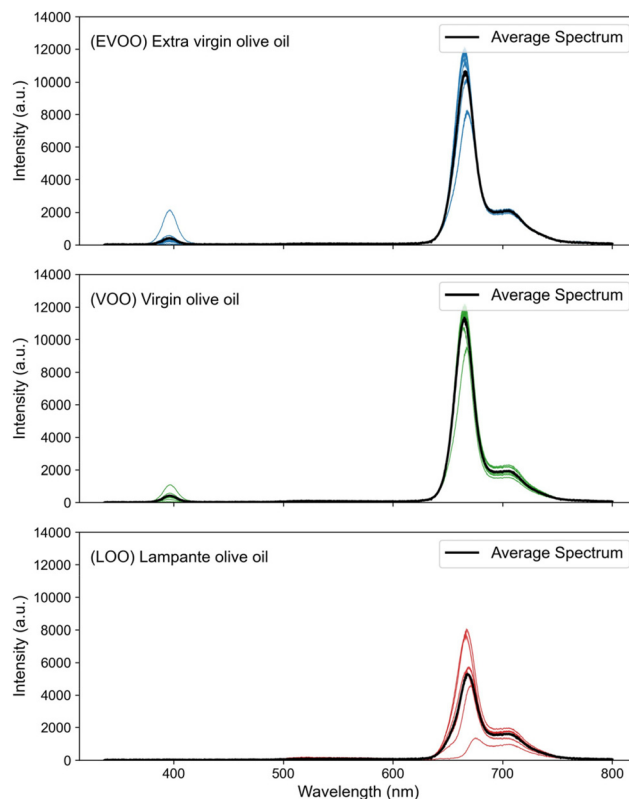 14000
12000
10000
8000
6000
4000
2000
0
Intensity (a.u.)
(EVOO) Extra virgin olive oil
Average Spectrum
14000
12000
10000
8000
6000
4000
2000
0
Intensity (a.u.)
(VOO) Virgin olive oil
Average Spectrum
14000
12000
10000
8000
6000
4000
2000
0
Intensity (a.u.)
(LOO) Lampante olive oil
Average Spectrum
400 500 600 700 800
Wavelength (nm)